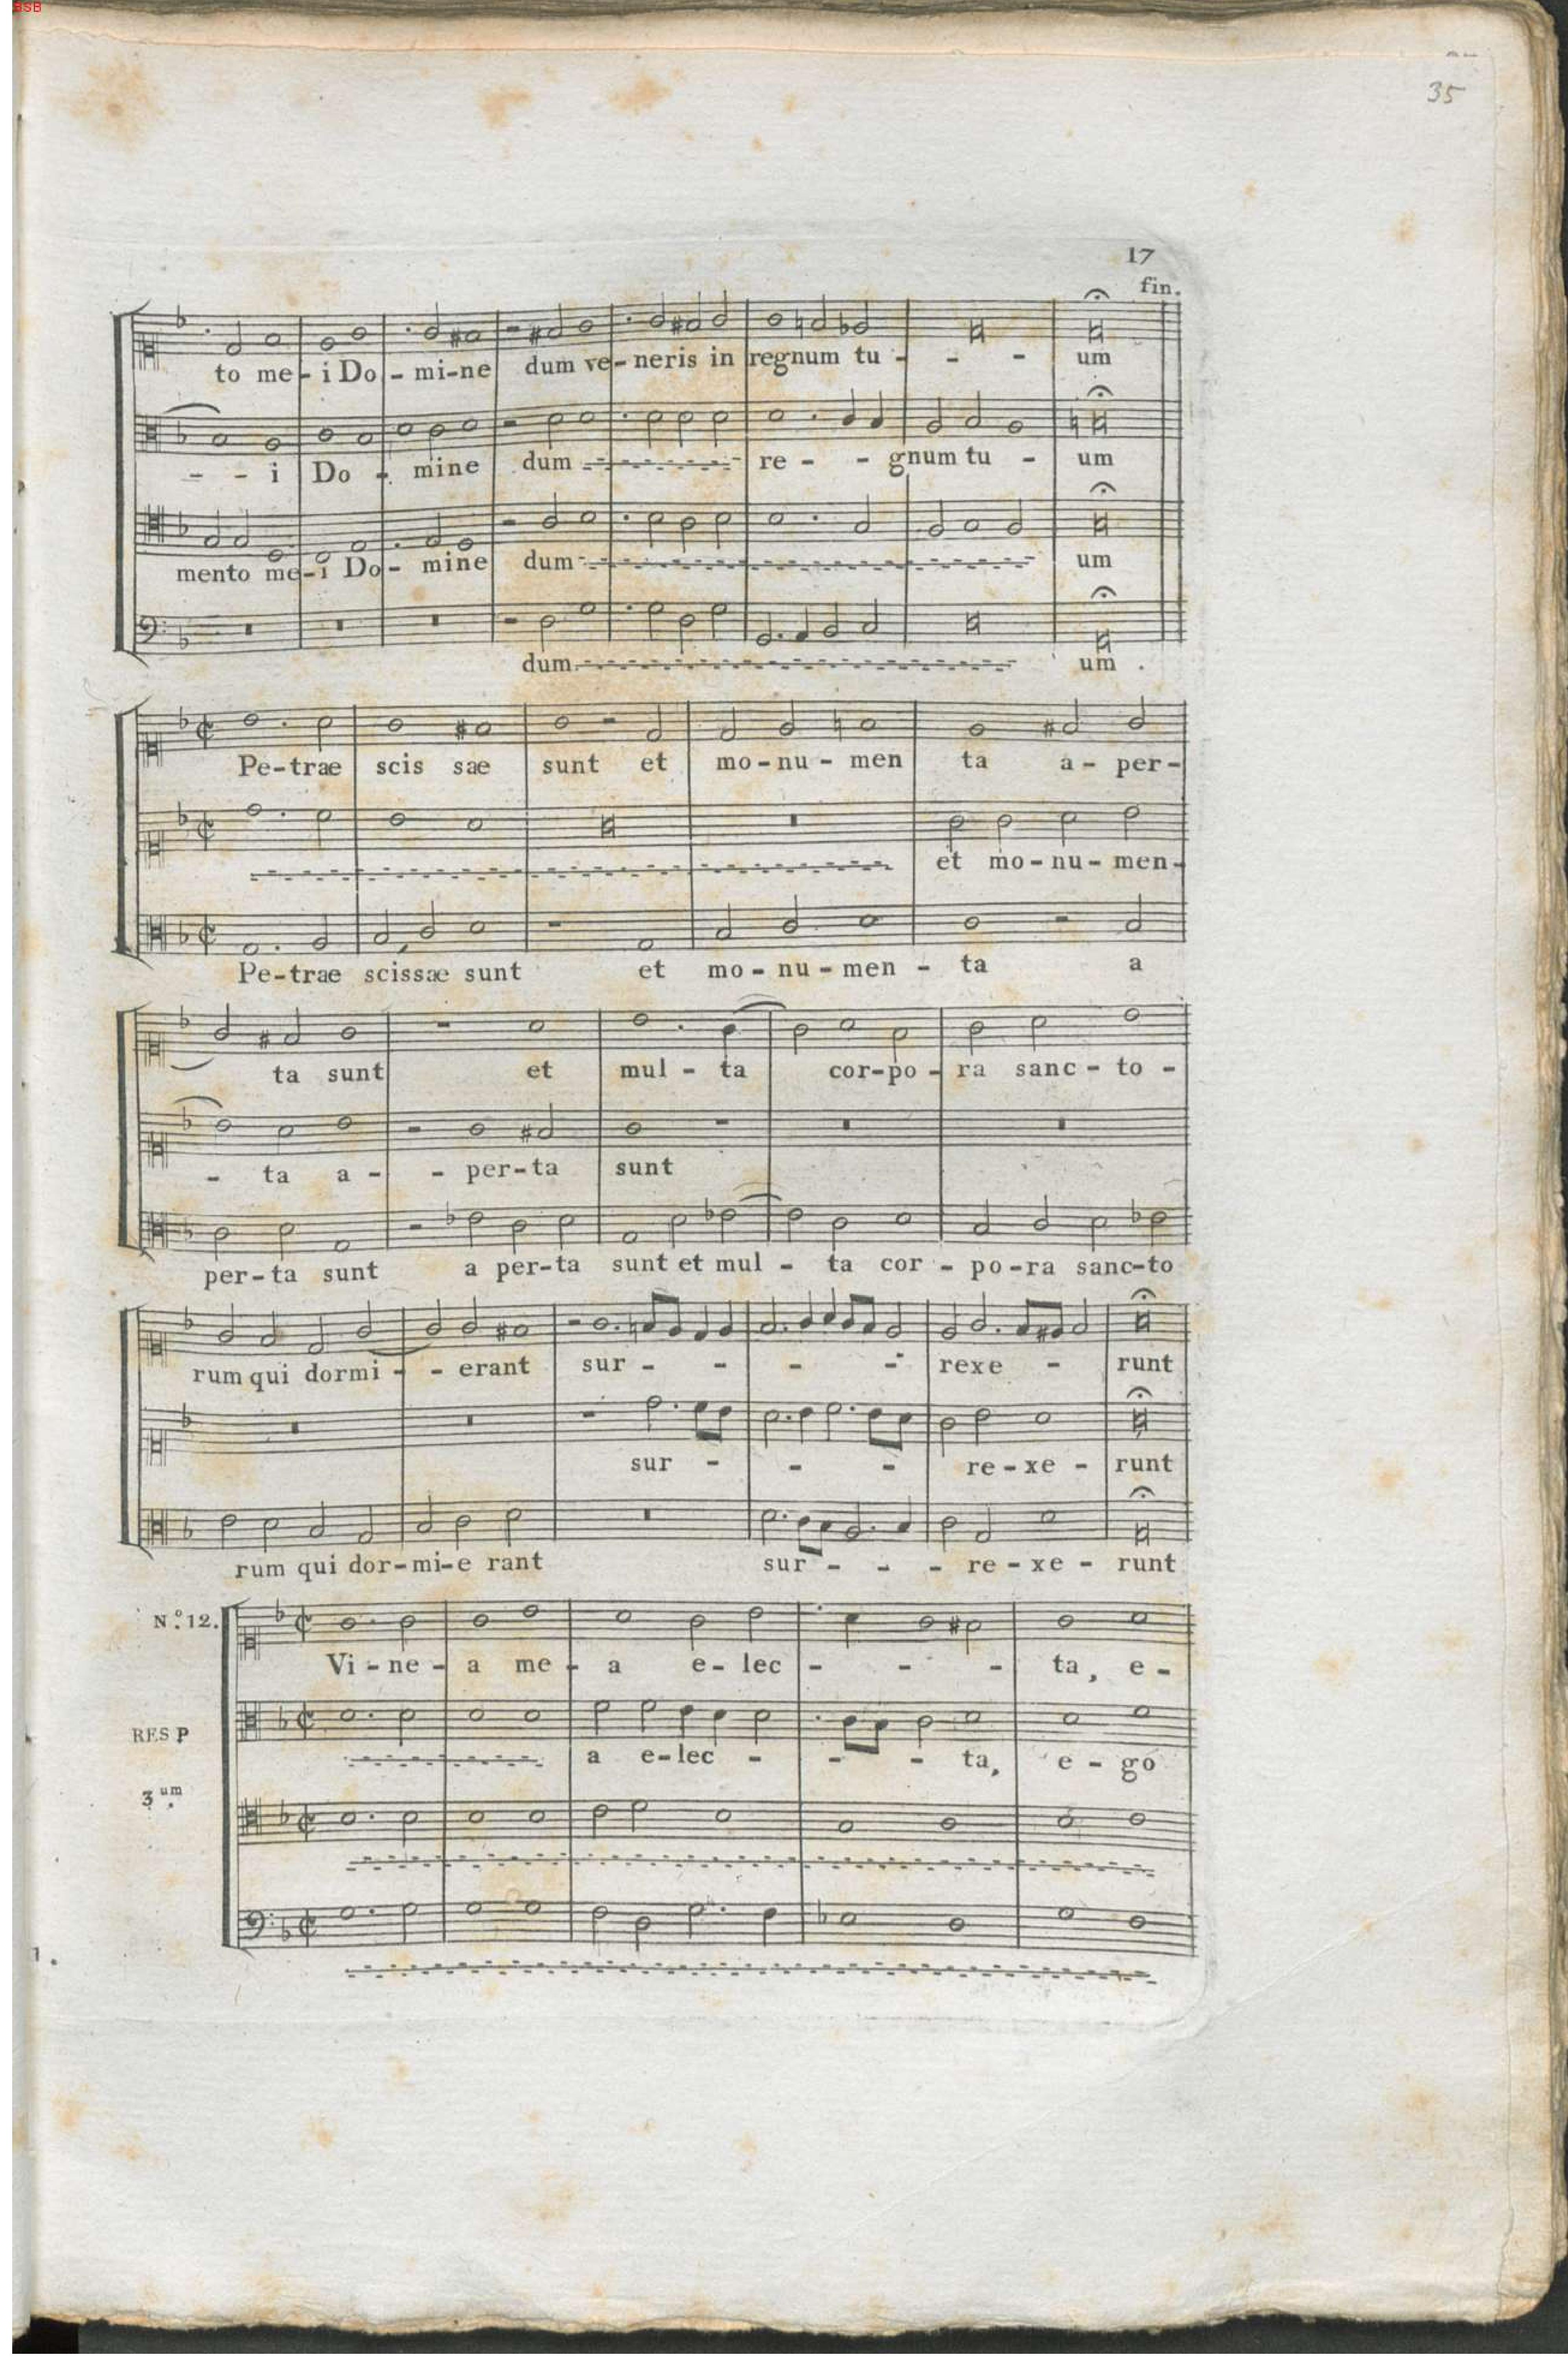 BSB
35
17
fin.
to me - i Do - mi - ne dum ve - neris in regnum tu - - - um
- - i Do - mine dum re - - gnum tu - um
mento me - i Do - mine dum um
dum um .
Pe - trae scis sae sunt et mo - nu - men ta a - per -
et mo - nu - men -
Pe - trae scissae sunt et mo - nu - men - ta a
ta sunt et mul - ta cor - po - ra sanc - to -
- ta a - - per - ta sunt
per - ta sunt a per - ta sunt et mul - ta cor - po - ra sanc - to
rum qui dormi - - erant sur - - - - rexe - runt
sur - - - re - xe - runt
rum qui dor - mi - e rant sur - - - re - xe - runt
N.º 12.
Vi - ne - a me - a e - lec - - - ta, e -
RES P
a e - lec - - - ta, e - go
3um.